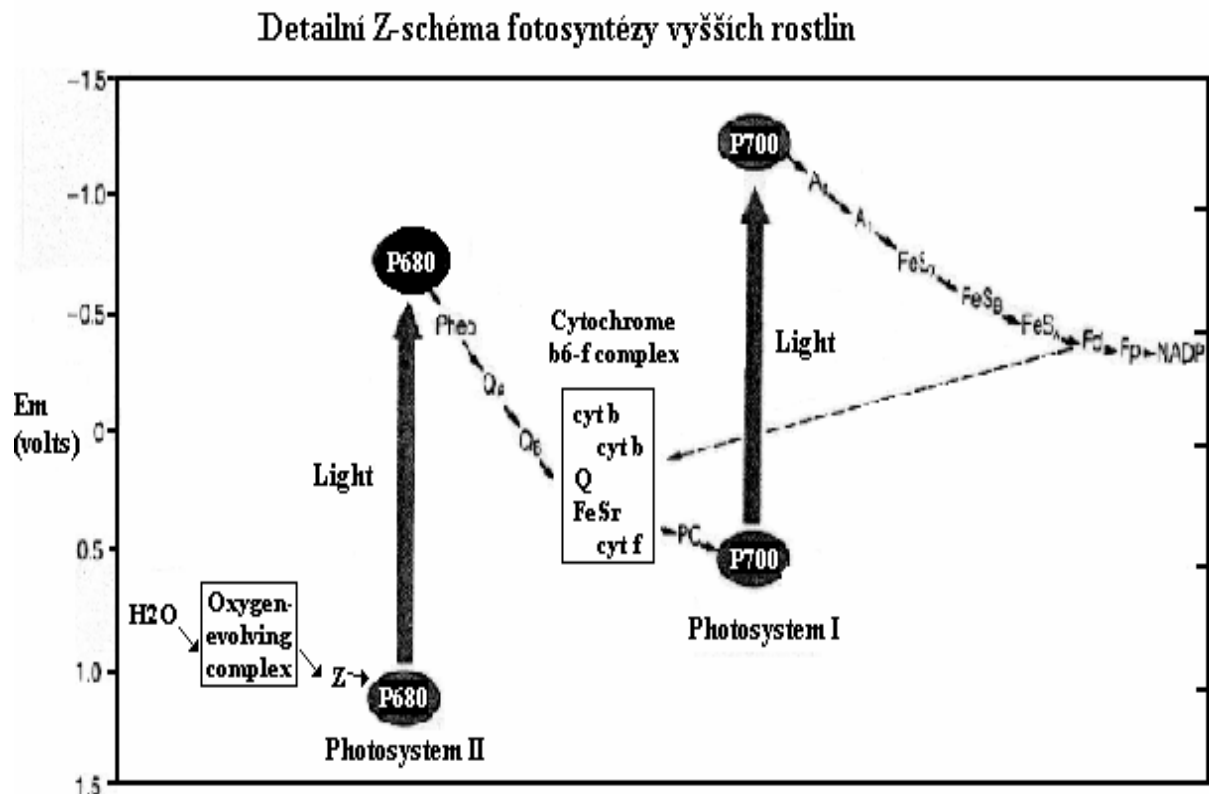 Detailní Z-schéma fotosyntézy vyšších rostlin
-1.5
-1.0
-0.5
Em
(volts)
0
0.5
1.0
1.5
P700
A0
A1
FeSX
FeSB
FeSA
Fd
Fp
NADP
P680
Pheo
QA
QB
Cytochrome
b6-f complex
Light
Light
cyt b
cyt b
Q
FeSr
cyt f
PC
P700
Photosystem I
H2O
Oxygen-
evolving
complex
Z
P680
Photosystem II